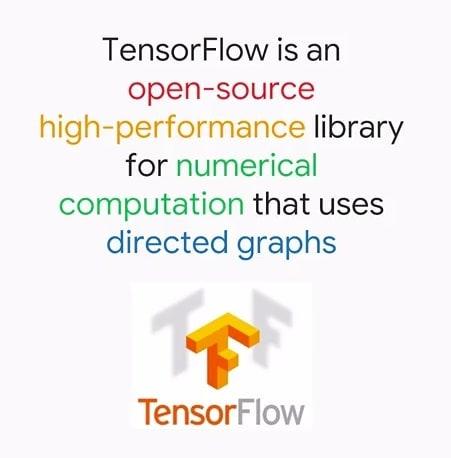 TensorFlow is an
open-source
high-performance library
for numerical
computation that uses
directed graphs
TensorFlow